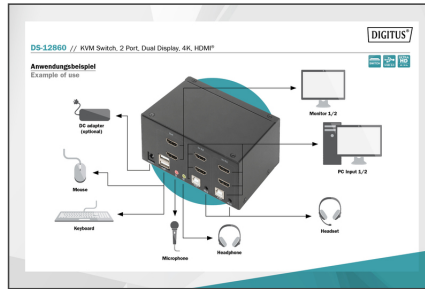 DIGITUS®
DS-12860 // KVM Switch, 2 Port, Dual Display, 4K, HDMI®
Anwendungsbeispiel
Example of use
DC adapter
(optional)
Monitor 1/2
PC Input 1/2
Mouse
Keyboard
Microphone
Headphone
Headset